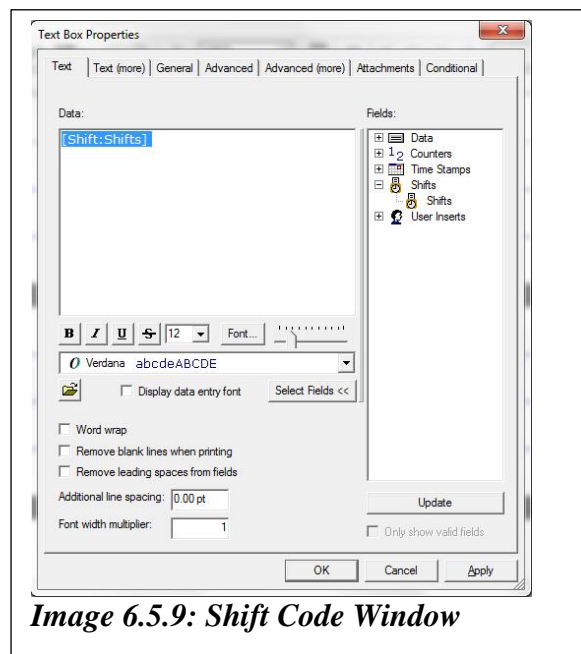 Text Box Properties
Text Text (more) General Advanced Advanced (more) Attachments Conditional
Data:
[Shift:Shifts]
Fields:
Data
1 2 Counters
Time Stamps
Shifts
Shifts
User Inserts
B I U S 12 Font...
O Verdana abcdeABCDE
Display data entry font Select Fields <<
Word wrap
Remove blank lines when printing
Remove leading spaces from fields
Additional line spacing: 0.00 pt
Font width multiplier: 1
Update
Only show valid fields
OK Cancel Apply
Image 6.5.9: Shift Code Window